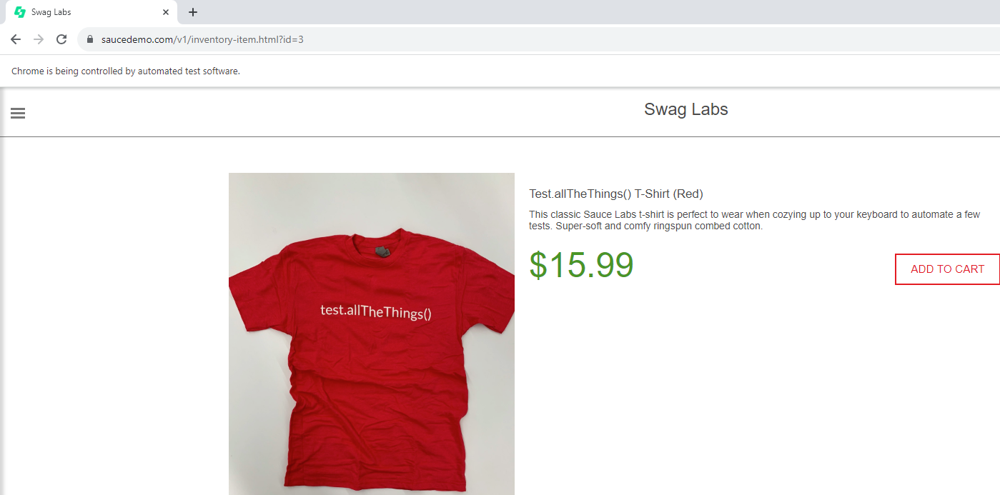 Swag Labs
saucedemo.com/v1/inventory-item.html?id=3
Chrome is being controlled by automated test software.
Swag Labs
Test.allTheThings() T-Shirt (Red)
This classic Sauce Labs t-shirt is perfect to wear when cozying up to your keyboard to automate a few
tests. Super-soft and comfy ringspun combed cotton.
$15.99
ADD TO CART
test.allTheThings()